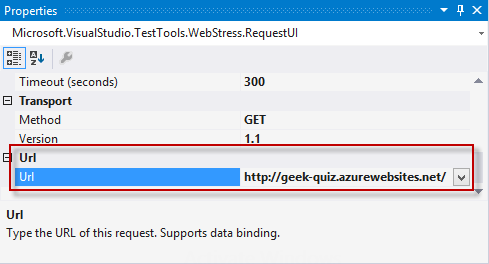 Properties
Microsoft.VisualStudio.TestTools.WebStress.RequestUI
Timeout (seconds) 300
Transport
Method GET
Version 1.1
Url
Url http://geek-quiz.azurewebsites.net/
Url
Type the URL of this request. Supports data binding.